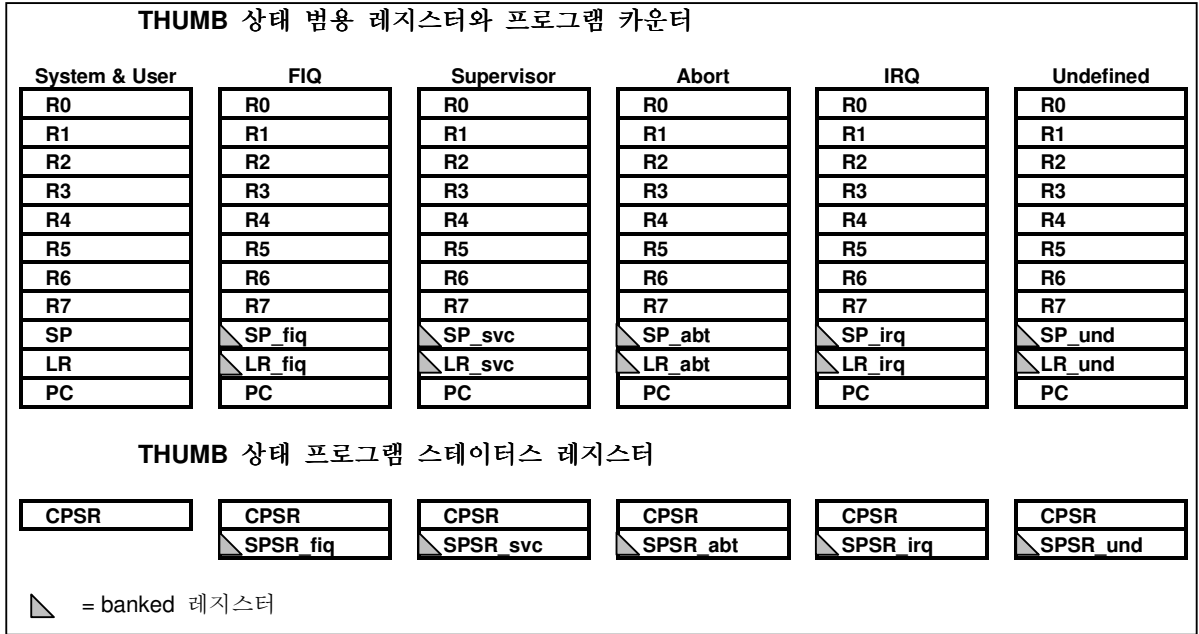 THUMB 상태 범용 레지스터와 프로그램 카운터
System & User FIQ Supervisor Abort IRQ Undefined
R0 R0 R0 R0 R0 R0
R1 R1 R1 R1 R1 R1
R2 R2 R2 R2 R2 R2
R3 R3 R3 R3 R3 R3
R4 R4 R4 R4 R4 R4
R5 R5 R5 R5 R5 R5
R6 R6 R6 R6 R6 R6
R7 R7 R7 R7 R7 R7
SP SP_fiq SP_svc SP_abt SP_irq SP_und
LR LR_fiq LR_svc LR_abt LR_irq LR_und
PC PC PC PC PC PC
THUMB 상태 프로그램 스테이터스 레지스터
CPSR CPSR CPSR CPSR CPSR CPSR
SPSR_fiq SPSR_svc SPSR_abt SPSR_irq SPSR_und
= banked 레지스터